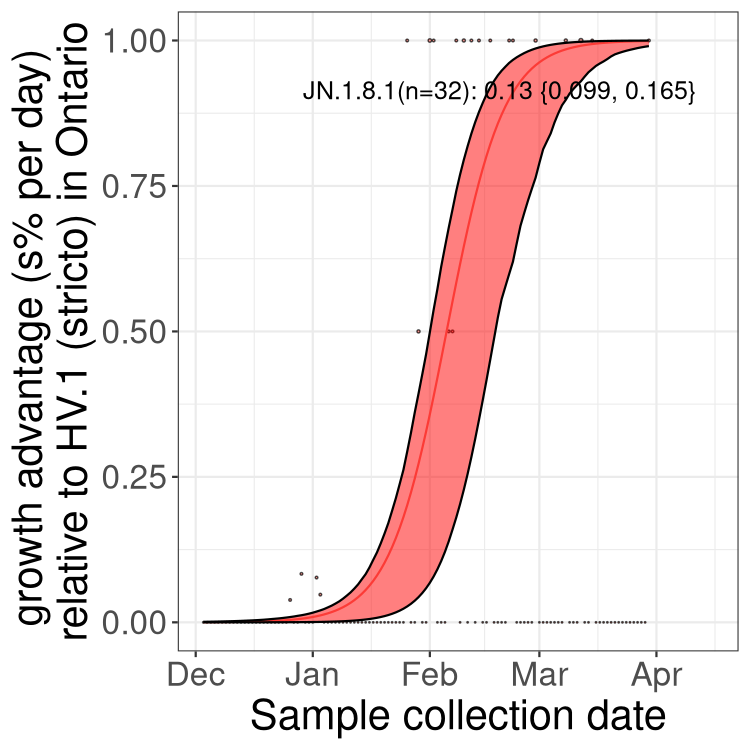 growth advantage (s% per day)
relative to HV.1 (stricto) in Ontario
1.00
0.75
0.50
0.25
0.00
JN.1.8.1(n=32): 0.13 {0.099, 0.165}
Dec Jan Feb Mar Apr
Sample collection date